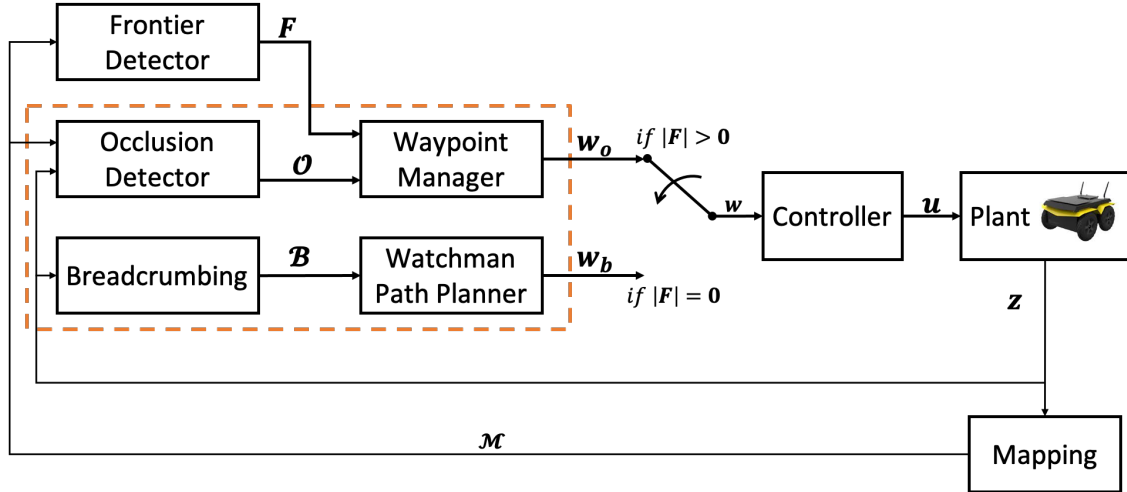 Frontier
Detector
F
Occlusion
Detector
𝒪
Waypoint
Manager
w_o
if |F| > 0
w
Controller
u
Plant
Breadcrumbing
ℬ
Watchman
Path Planner
w_b
if |F| = 0
z
ℳ
Mapping